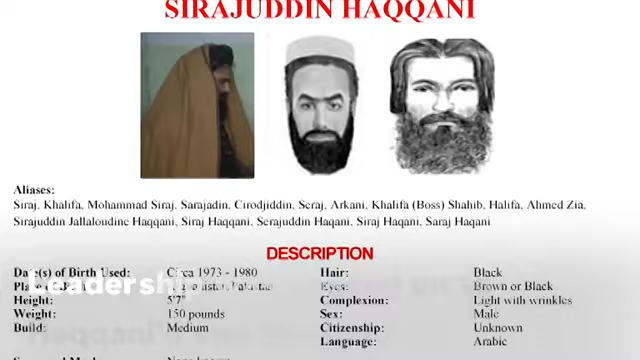 SIRAJUDDIN HAQQANI
Aliases:
Siraj, Khalifa, Mohammad Siraj, Sarajadin, Cirodjiddin, Seraj, Arkani, Khalifa (Boss) Shahib, Halifa, Ahmed Zia,
Sirajuddin Jallaloudine Haqqani, Siraj Haqqani, Serajuddin Haqani, Siraj Haqani, Saraj Haqani
DESCRIPTION
Date(s) of Birth Used: Circa 1973 - 1980 Hair: Black
Place of Eyes: Brown or Black
Leadership
Height: 5'7" Complexion: Light with wrinkles
Weight: 150 pounds Sex: Male
Build: Medium Citizenship: Unknown
Language: Arabic